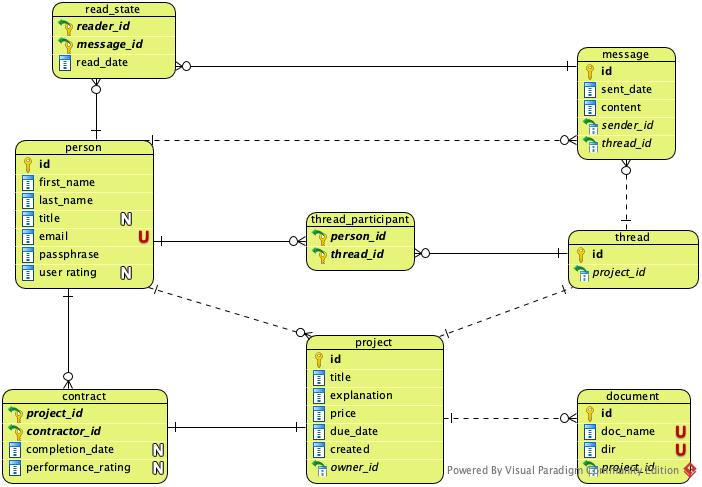 read_state
reader_id
message_id
read_date
message
id
sent_date
content
sender_id
thread_id
person
id
first_name
last_name
title N
email U
passphrase
user rating N
thread_participant
person_id
thread_id
thread
id
project_id
project
id
title
explanation
price
due_date
created
owner_id
contract
project_id
contractor_id
completion_date N
performance_rating N
document
id
doc_name U
dir U
project_id
Powered By Visual Paradigm Community Edition